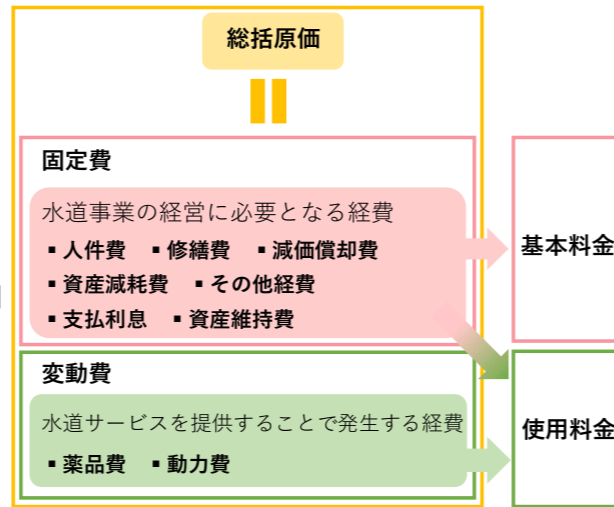 総括原価
固定費
水道事業の経営に必要となる経費
▪人件費 ▪修繕費 ▪減価償却費
▪資産減耗費 ▪その他経費
▪支払利息 ▪資産維持費
基本料金
変動費
水道サービスを提供することで発生する経費
▪薬品費 ▪動力費
使用料金